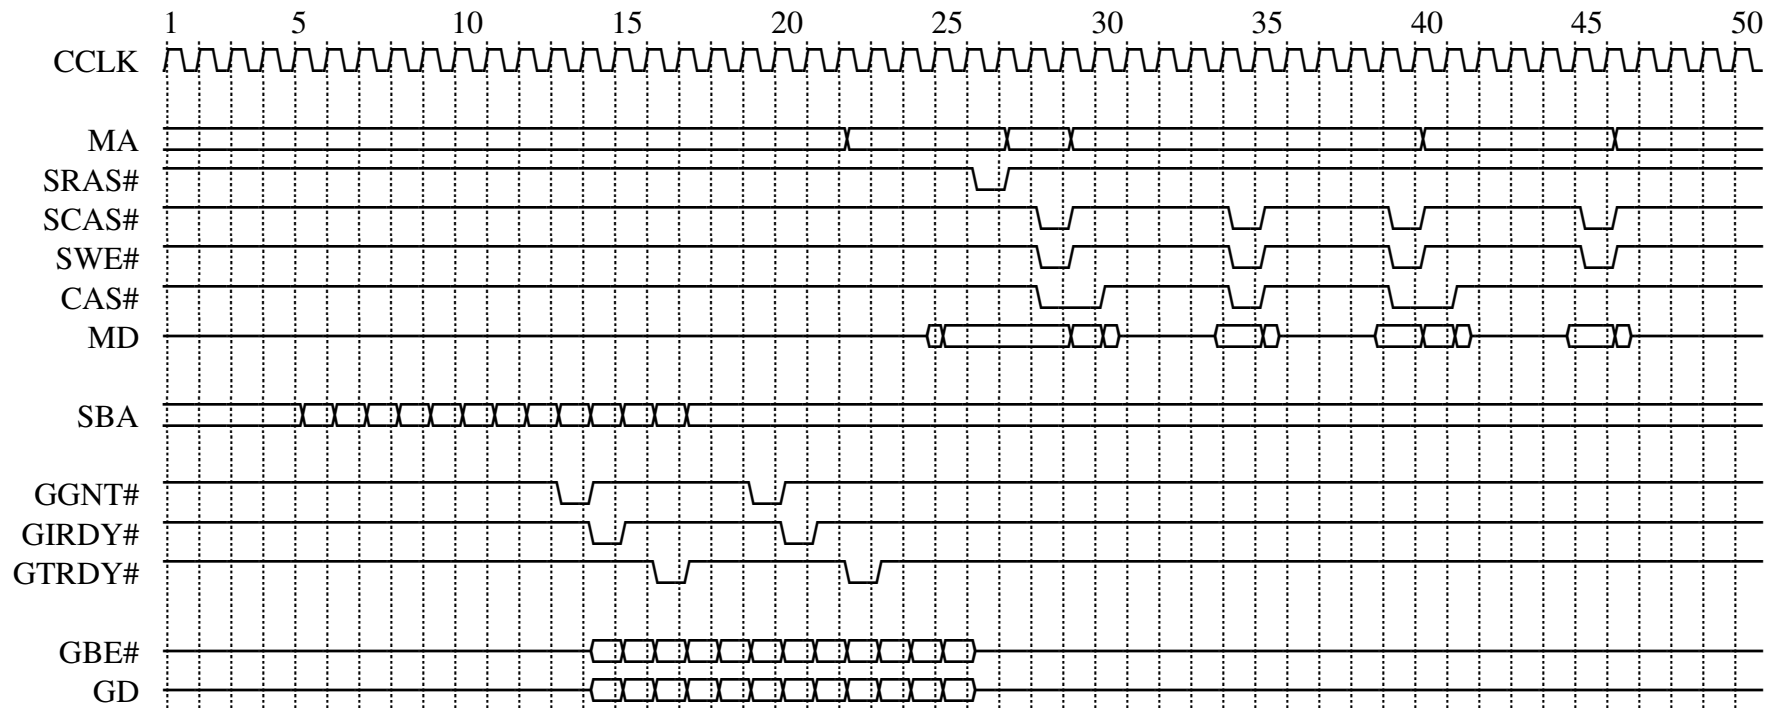 1 5 10 15 20 25 30 35 40 45 50
CCLK
MA
SRAS#
SCAS#
SWE#
CAS#
MD
SBA
GGNT#
GIRDY#
GTRDY#
GBE#
GD